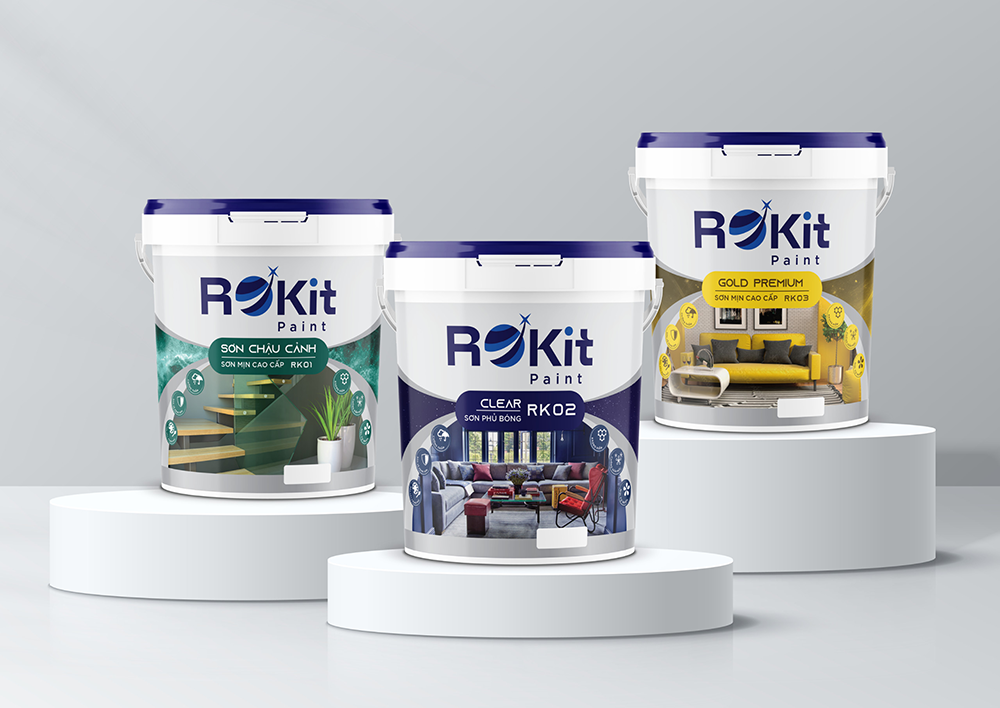 ROKit
Paint
SƠN CHẬU CẢNH
SƠN MỊN CAO CẤP RK01
ROKit
Paint
CLEAR
SƠN PHỦ BÓNG
RK02
ROKit
Paint
GOLD PREMIUM
SƠN MỊN CAO CẤP RK03